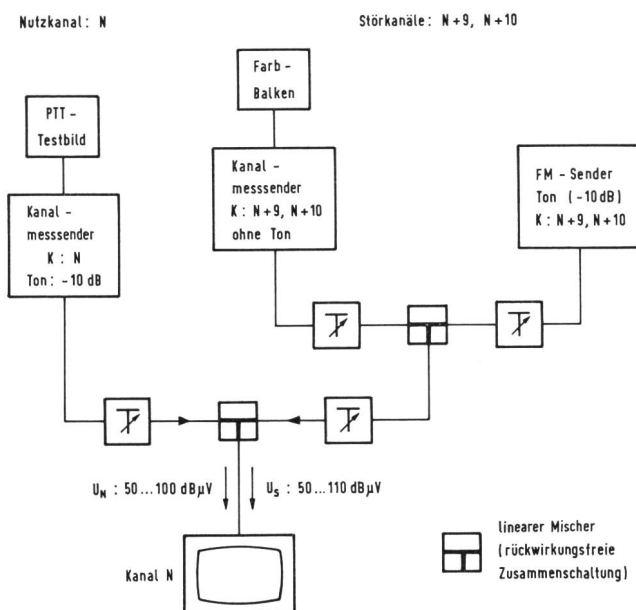 Nutzkanal: N
Störkanäle: N+9, N+10
Farb-
Balken
PTT-
Testbild
Kanal-
messsender
K: N+9, N+10
ohne Ton
FM-Sender
Ton (-10dB)
K: N+9, N+10
Kanal-
messsender
K: N
Ton: -10 dB
U_N: 50...100 dBµV
U_S: 50...110 dBµV
Kanal N
linearer Mischer
(rückwirkungsfreie
Zusammenschaltung)